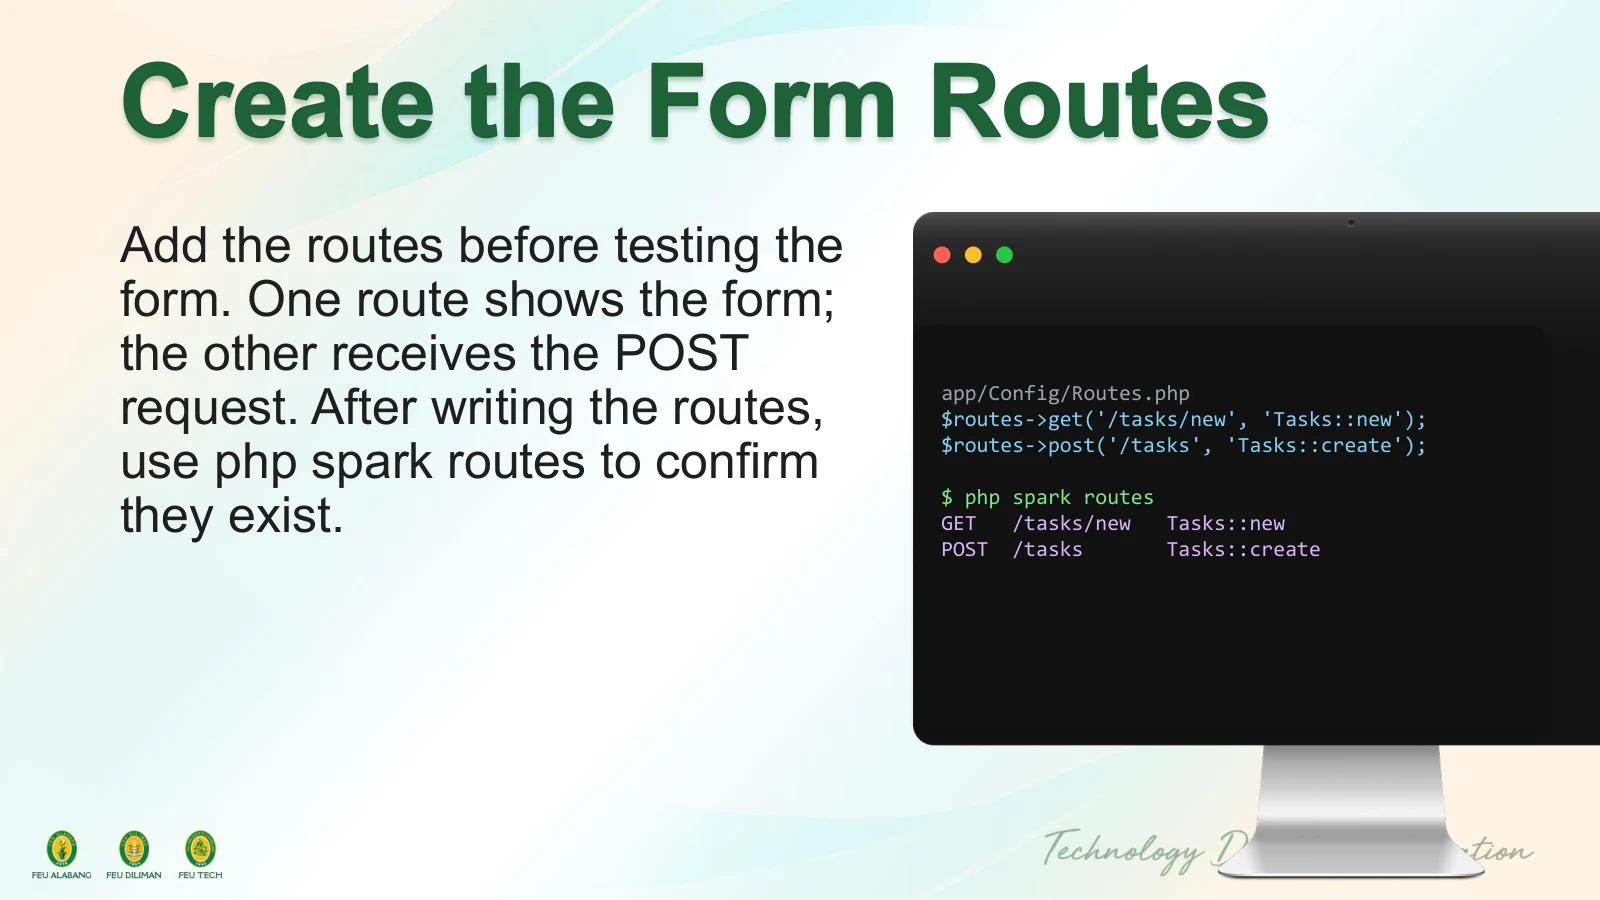 Create the Form Routes
Add the routes before testing the
form. One route shows the form;
the other receives the POST
request. After writing the routes,
use php spark routes to confirm
they exist.
app/Config/Routes.php
$routes->get('/tasks/new', 'Tasks::new');
$routes->post('/tasks', 'Tasks::create');
$ php spark routes
GET   /tasks/new   Tasks::new
POST  /tasks       Tasks::create
FEU ALABANG
FEU DILIMAN
FEU TECH
Technology